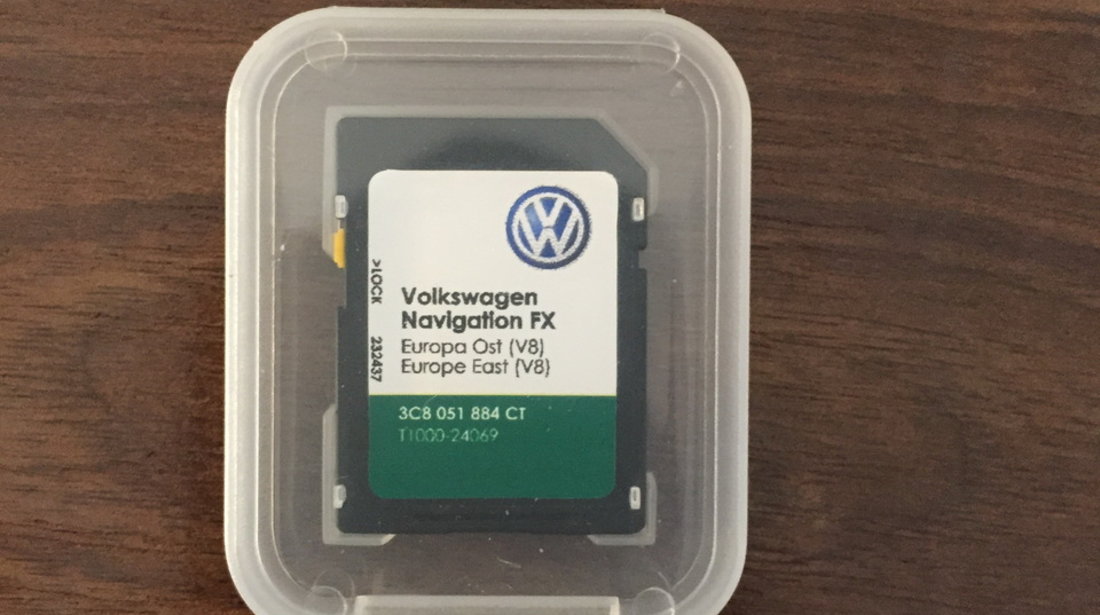 Volkswagen
Navigation FX
Europa Ost (V8)
Europe East (V8)
3C8 051 884 CT
T1000-24069
>LOCK
232437